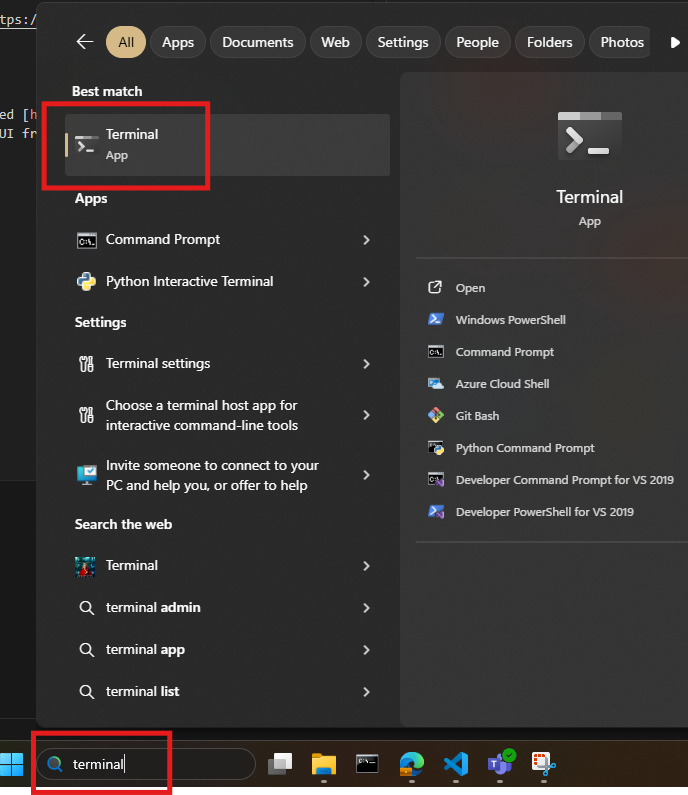 tps:/
All
Apps
Documents
Web
Settings
People
Folders
Photos
Best match
ed [h
UI fr
Terminal
App
Apps
Command Prompt
Python Interactive Terminal
Settings
Terminal settings
Choose a terminal host app for
interactive command-line tools
Invite someone to connect to your
PC and help you, or offer to help
Search the web
Terminal
terminal admin
terminal app
terminal list
Terminal
App
Open
Windows PowerShell
Command Prompt
Azure Cloud Shell
Git Bash
Python Command Prompt
Developer Command Prompt for VS 2019
Developer PowerShell for VS 2019
terminal